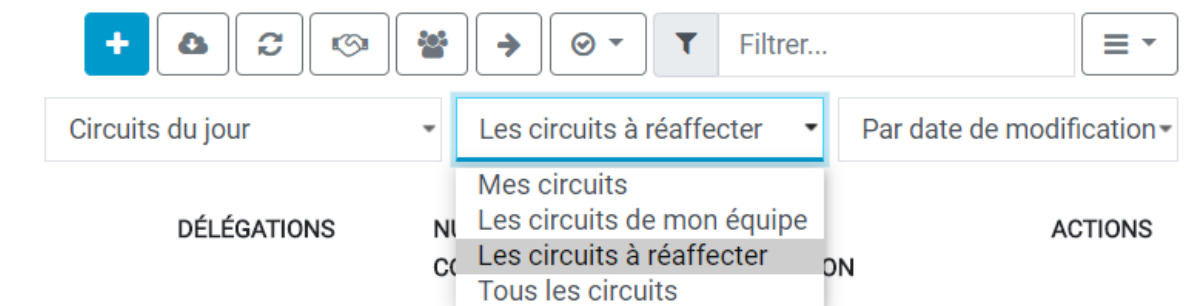 Filtrer...
Circuits du jour
Les circuits à réaffecter
Par date de modification
Mes circuits
Les circuits de mon équipe
Les circuits à réaffecter
Tous les circuits
DÉLÉGATIONS
ACTIONS